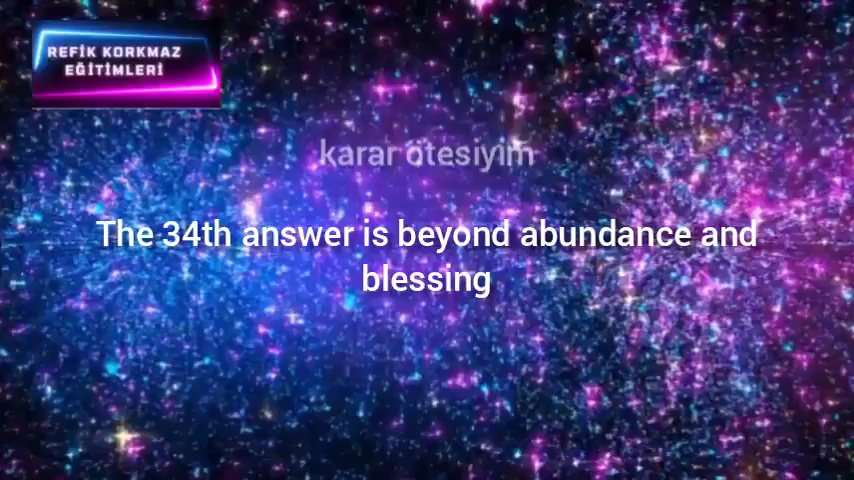 REFİK KORKMAZ
EĞİTİMLERİ
karar ötesiyim
The 34th answer is beyond abundance and
blessing